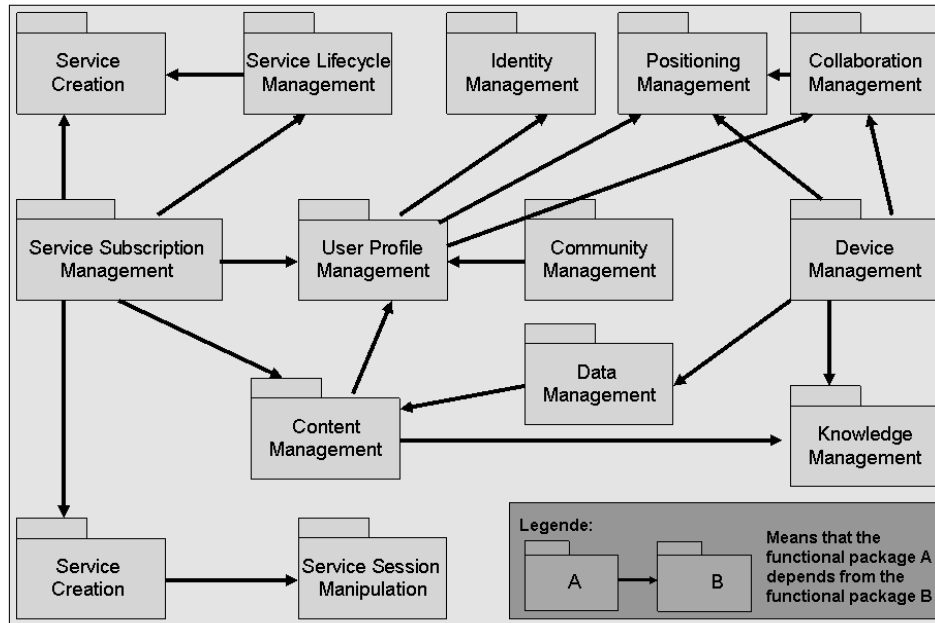 Service
Creation
Service Lifecycle
Management
Identity
Management
Positioning
Management
Collaboration
Management
Service Subscription
Management
User Profile
Management
Community
Management
Device
Management
Data
Management
Content
Management
Knowledge
Management
Service
Creation
Service Session
Manipulation
Legende:
A
B
Means that the
functional package A
depends from the
functional package B